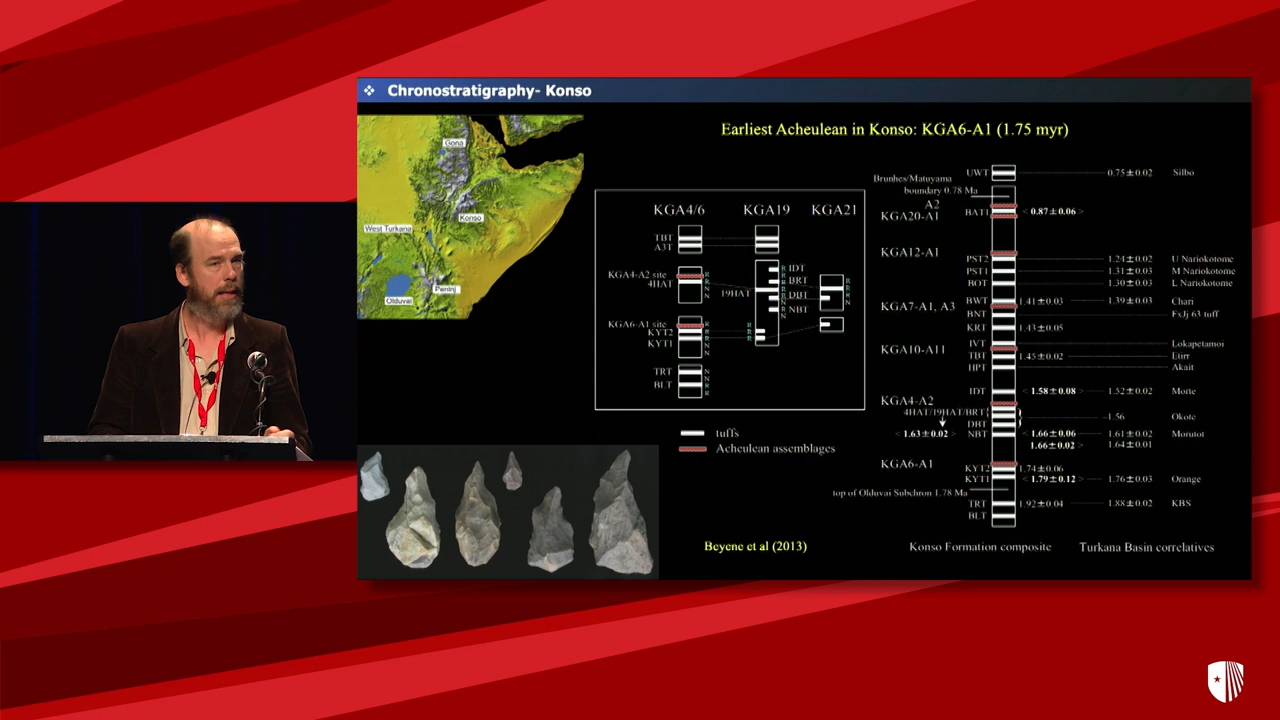 ❖ Chronostratigraphy- Konso
Earliest Acheulean in Konso: KGA6-A1 (1.75 myr)
Gona
Konso
West Turkana
Peninj
Olduvai
KGA4/6 KGA19 KGA21
TBT
A3T
KGA4-A2 site
4HAT
KGA6-A1 site
KYT2
KYT1
TRT
BLT
19HAT
IDT
BRT
DBT
NBT
tuffs
Acheulean assemblages
Beyene et al (2013)
Brunhes/Matuyama
boundary 0.78 Ma
UWT 0.75±0.02 Silbo
A2
KGA20-A1
BAT < 0.87±0.06 >
KGA12-A1
PST2 1.24±0.02 U Nariokotome
PST1 1.31±0.03 M Nariokotome
BOT 1.30±0.03 L Nariokotome
KGA7-A1, A3
BWT 1.41±0.03 1.39±0.03 Chari
BNT FxJj 63 tuff
KRT 1.43±0.05
KGA10-A11
IVT Lokapetamoi
TBT 1.45±0.02 Etirr
HPT Akait
IDT < 1.58±0.08 > 1.52±0.02 Morte
KGA4-A2
4HAT/19HAT/BRT 1.56 Okote
DBT
< 1.63±0.02 > NBT < 1.66±0.06 1.61±0.02 Morutot
1.66±0.02 > 1.64±0.01
KGA6-A1
KYT2 1.74±0.06
KYT1 < 1.79±0.12 > 1.76±0.03 Orange
top of Olduvai Subchron 1.78 Ma
TRT 1.92±0.04 1.88±0.02 KBS
BLT
Konso Formation composite Turkana Basin correlatives